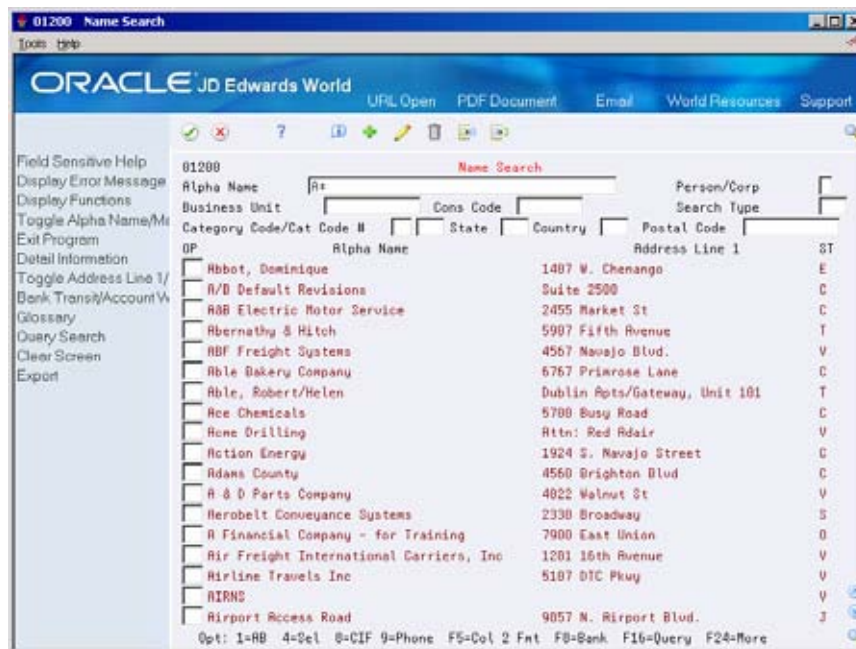 01200 Name Search
Tools Help
ORACLE JD Edwards World
URL Open PDF Document Email World Resources Support
Field Sensitive Help
Display Error Message
Display Functions
Toggle Alpha Name/Ma
Exit Program
Detail Information
Toggle Address Line 1/
Bank Transit/Account
Glossary
Query Search
Clear Screen
Export
01200 Name Search
Alpha Name A* Person/Corp
Business Unit Cons Code Search Type
Category Code/Cat Code # State Country Postal Code
OP Alpha Name Address Line 1 ST
Abbot, Dominique 1407 W. Chenango E
A/B Default Revisions Suite 2500 C
A&B Electric Motor Service 2455 Market St C
Abernathy & Hitch 5907 Fifth Avenue T
ABF Freight Systems 4567 Navajo Blvd. V
Able Bakery Company 6767 Primrose Lane C
Able, Robert/Helen Dublin Apts/Gateway, Unit 101 T
Ace Chemicals 5700 Busy Road C
Acme Drilling Attn: Red Adair V
Action Energy 1924 S. Navajo Street C
Adams County 4560 Brighton Blvd C
A & D Parts Company 4022 Walnut St V
Aerobelt Conveyance Systems 2330 Broadway S
A Financial Company - for Training 7900 East Union O
Air Freight International Carriers, Inc 1201 16th Avenue V
Airline Travels Inc 5107 DTC Pkwy V
AIRNS V
Airport Access Road 9057 N. Airport Blvd. J
Opt: 1=AB 4=Sel 8=CIF 9=Phone F5=Col 2 Fmt F8=Bank F16=Query F24=More